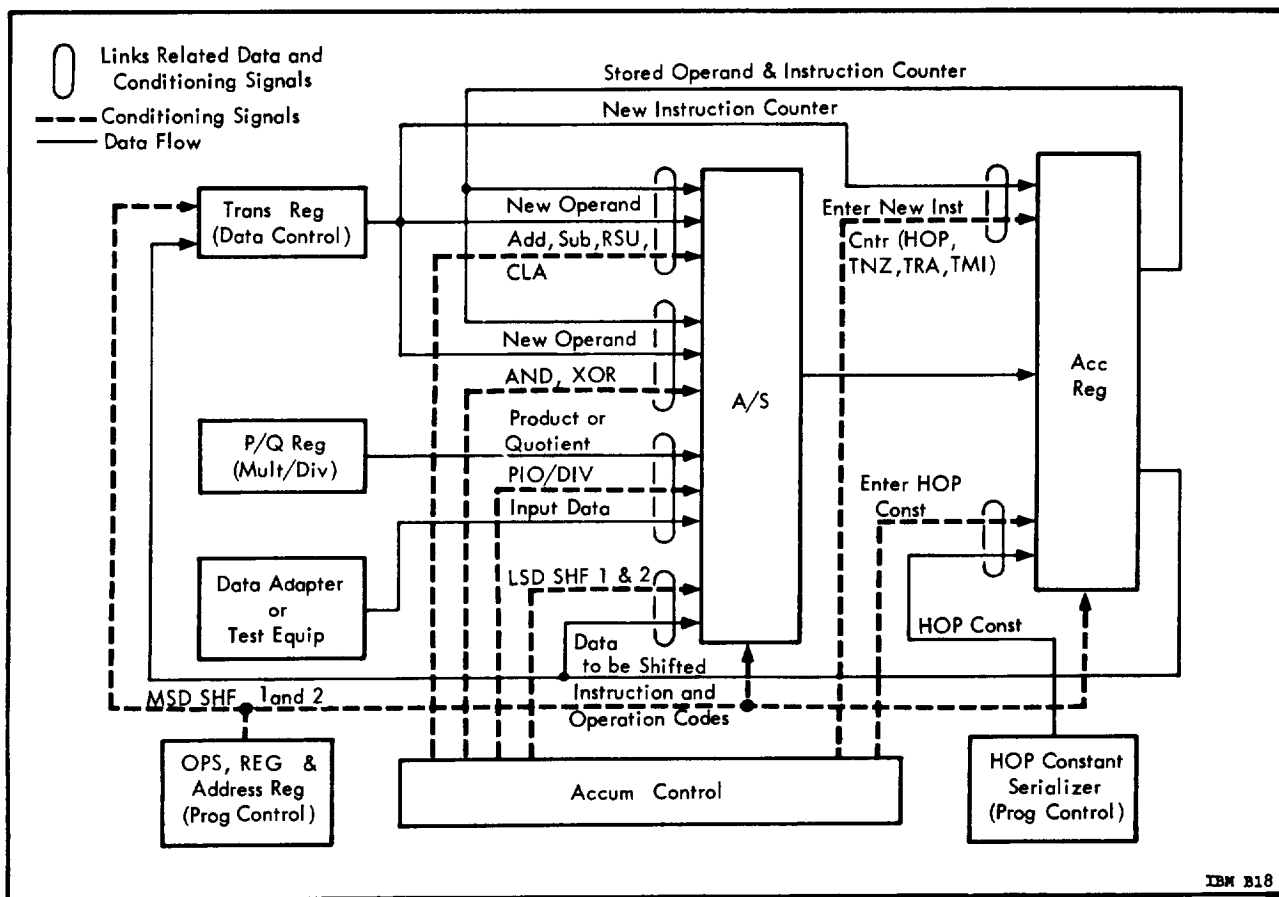 Links Related Data and
Conditioning Signals
Conditioning Signals
Data Flow
Stored Operand & Instruction Counter
New Instruction Counter
Trans Reg
(Data Control)
New Operand
Add, Sub, RSU,
CLA
Enter New Inst
Cntr (HOP,
TNZ, TRA, TMI)
New Operand
AND, XOR
A/S
Acc
Reg
P/Q Reg
(Mult/Div)
Product or
Quotient
PIO/DIV
Input Data
Enter HOP
Const
Data Adapter
or
Test Equip
LSD SHF 1 & 2
HOP Const
Data
to be Shifted
MSD SHF 1 and 2
Instruction and
Operation Codes
OPS, REG &
Address Reg
(Prog Control)
Accum Control
HOP Constant
Serializer
(Prog Control)
IBM B18